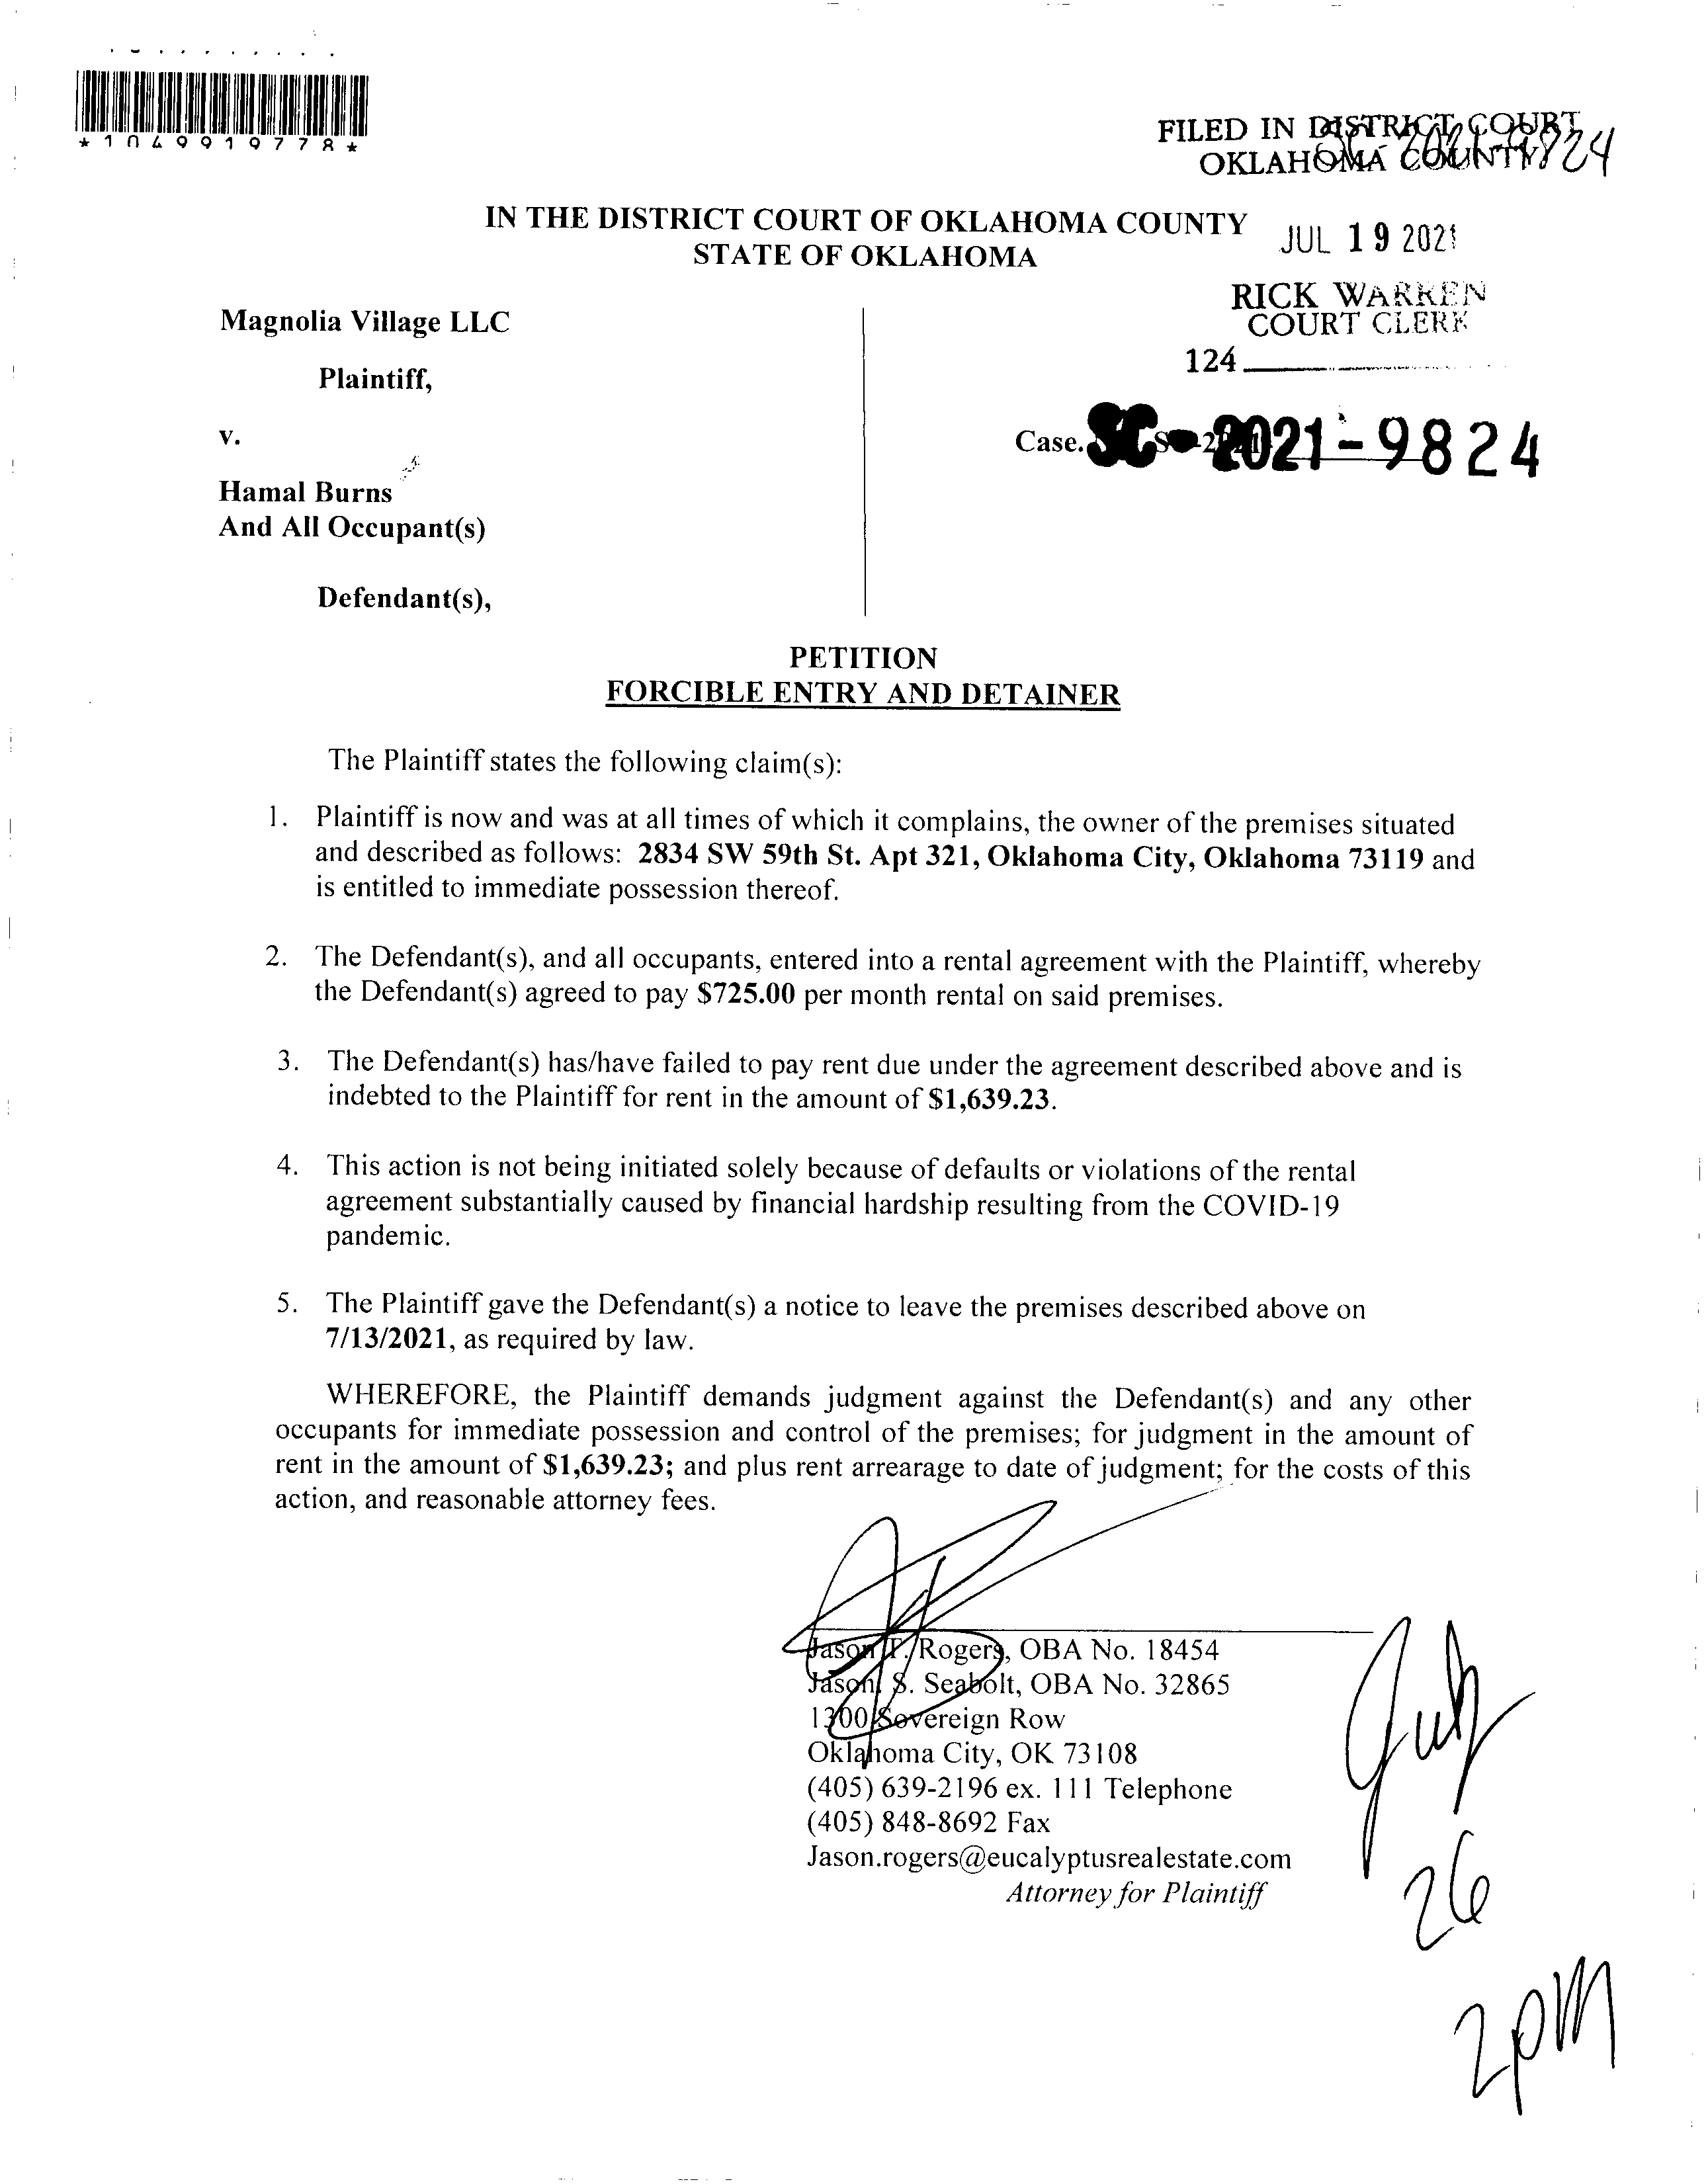 *1049919778*
FILED IN DISTRICT COURT
OKLAHOMA COUNTY
SC-2021-9824
IN THE DISTRICT COURT OF OKLAHOMA COUNTY
STATE OF OKLAHOMA
JUL 19 2021
RICK WARREN
COURT CLERK
124
Magnolia Village LLC
Plaintiff,
v.
Case. SC-2021-9824
Hamal Burns
And All Occupant(s)
Defendant(s),
PETITION
FORCIBLE ENTRY AND DETAINER
The Plaintiff states the following claim(s):
1. Plaintiff is now and was at all times of which it complains, the owner of the premises situated
and described as follows: 2834 SW 59th St. Apt 321, Oklahoma City, Oklahoma 73119 and
is entitled to immediate possession thereof.
2. The Defendant(s), and all occupants, entered into a rental agreement with the Plaintiff, whereby
the Defendant(s) agreed to pay $725.00 per month rental on said premises.
3. The Defendant(s) has/have failed to pay rent due under the agreement described above and is
indebted to the Plaintiff for rent in the amount of $1,639.23.
4. This action is not being initiated solely because of defaults or violations of the rental
agreement substantially caused by financial hardship resulting from the COVID-19
pandemic.
5. The Plaintiff gave the Defendant(s) a notice to leave the premises described above on
7/13/2021, as required by law.
WHEREFORE, the Plaintiff demands judgment against the Defendant(s) and any other
occupants for immediate possession and control of the premises; for judgment in the amount of
rent in the amount of $1,639.23; and plus rent arrearage to date of judgment; for the costs of this
action, and reasonable attorney fees.
Jason T. Rogers, OBA No. 18454
Jason S. Seabolt, OBA No. 32865
1300 Sovereign Row
Oklahoma City, OK 73108
(405) 639-2196 ex. 111 Telephone
(405) 848-8692 Fax
Jason.rogers@eucalyptusrealestate.com
Attorney for Plaintiff
July
26
2pm